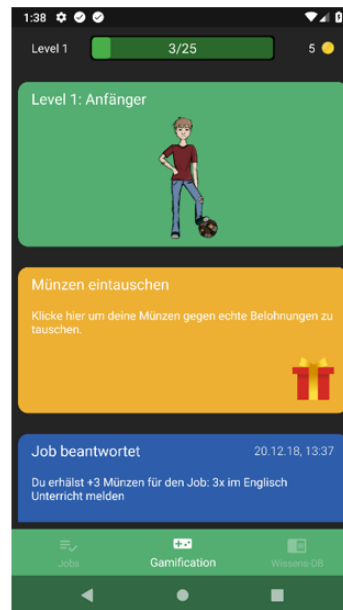 1:38
Level 1 3/25 5
Level 1: Anfänger
Münzen eintauschen
Klicke hier um deine Münzen gegen echte Belohnungen zu
tauschen.
Job beantwortet 20.12.18, 13:37
Du erhälst +3 Münzen für den Job: 3x im Englisch
Unterricht melden
Jobs Gamification Wissens-DB